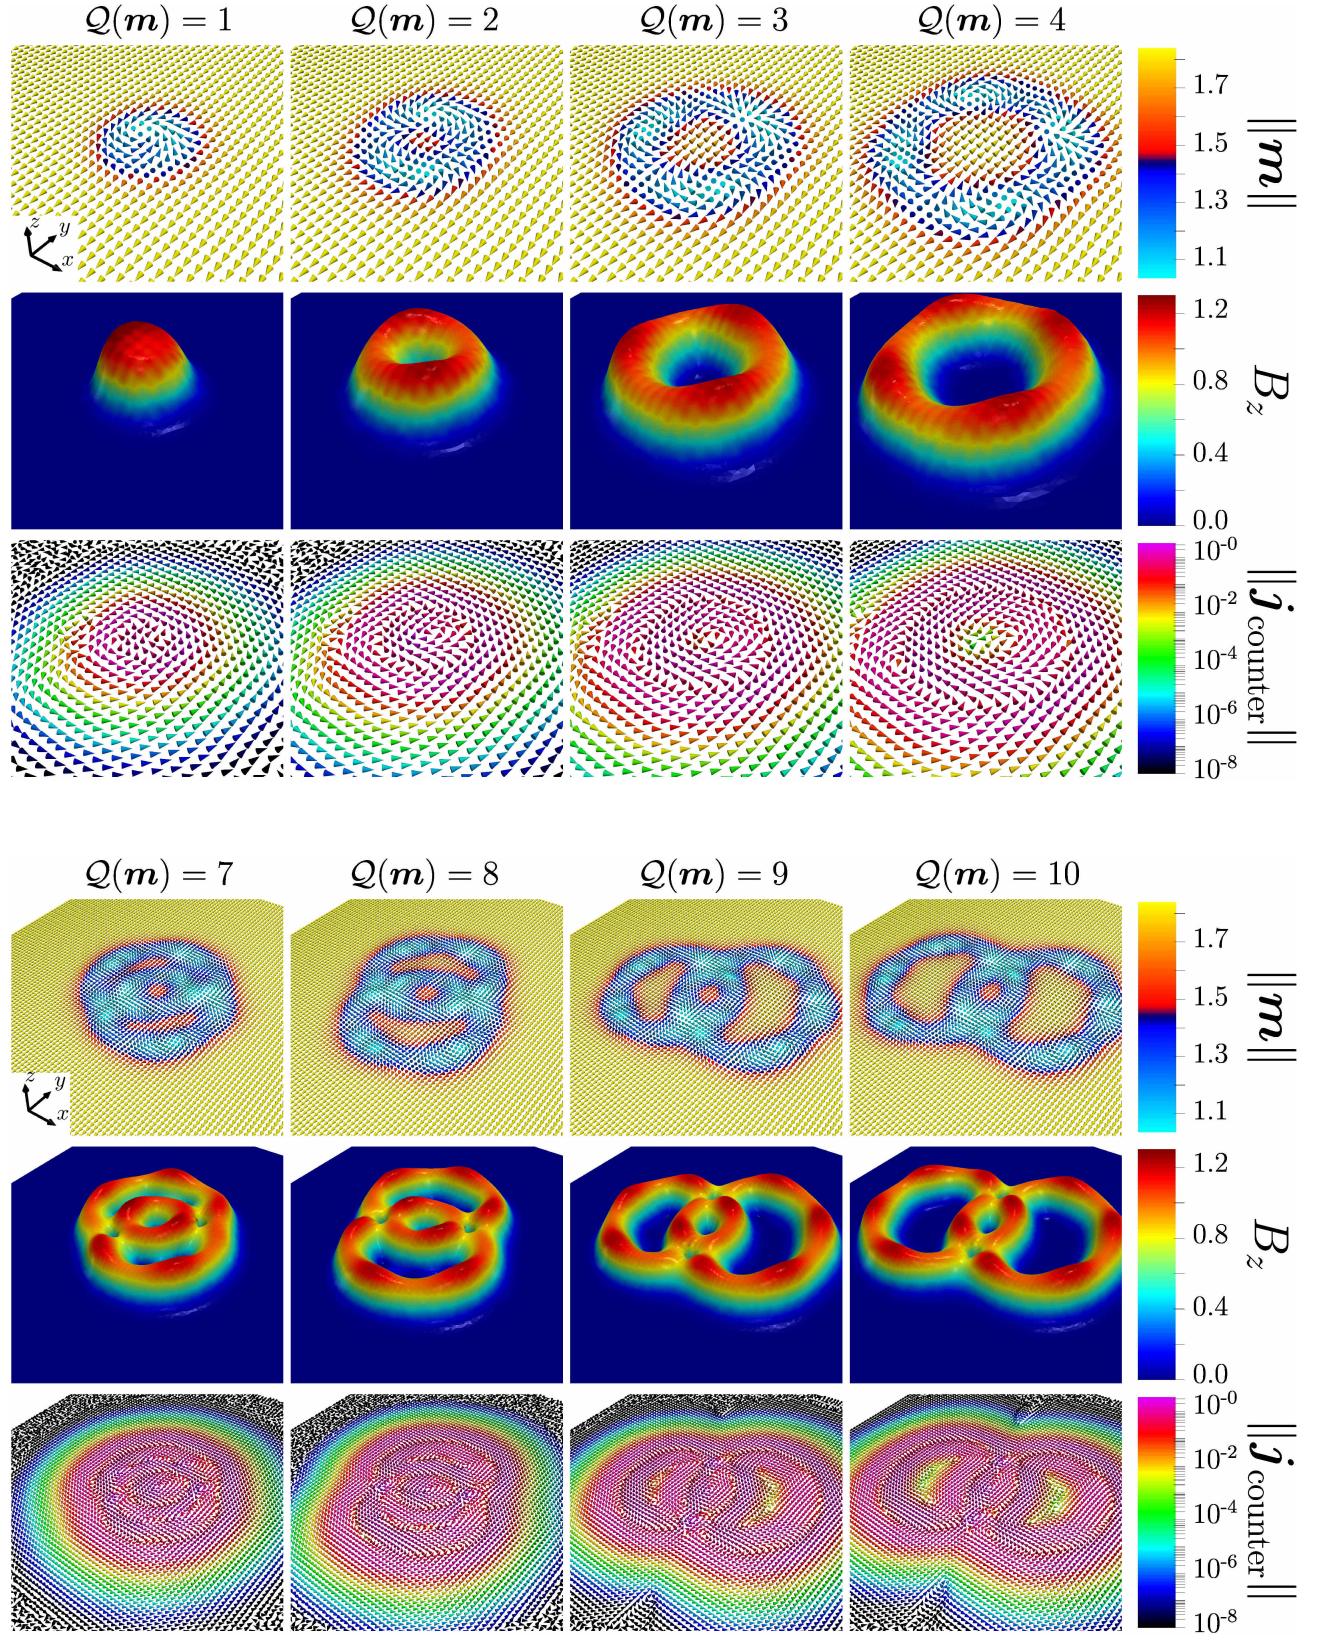 𝒬(𝒎) = 1 𝒬(𝒎) = 2 𝒬(𝒎) = 3 𝒬(𝒎) = 4
z
y
x
1.7
1.5
1.3
1.1
||𝒎||
1.2
0.8
0.4
0.0
B_z
10^-0
10^-2
10^-4
10^-6
10^-8
||𝒋_counter||
𝒬(𝒎) = 7 𝒬(𝒎) = 8 𝒬(𝒎) = 9 𝒬(𝒎) = 10
z
y
x
1.7
1.5
1.3
1.1
||𝒎||
1.2
0.8
0.4
0.0
B_z
10^-0
10^-2
10^-4
10^-6
10^-8
||𝒋_counter||